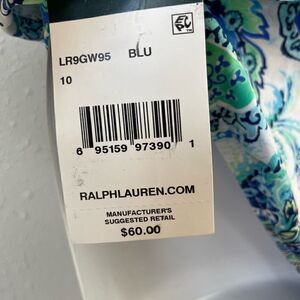 LR9GW95 BLU
10
6 95159 97390 1
RALPHLAUREN.COM
MANUFACTURER'S
SUGGESTED RETAIL
$60.00